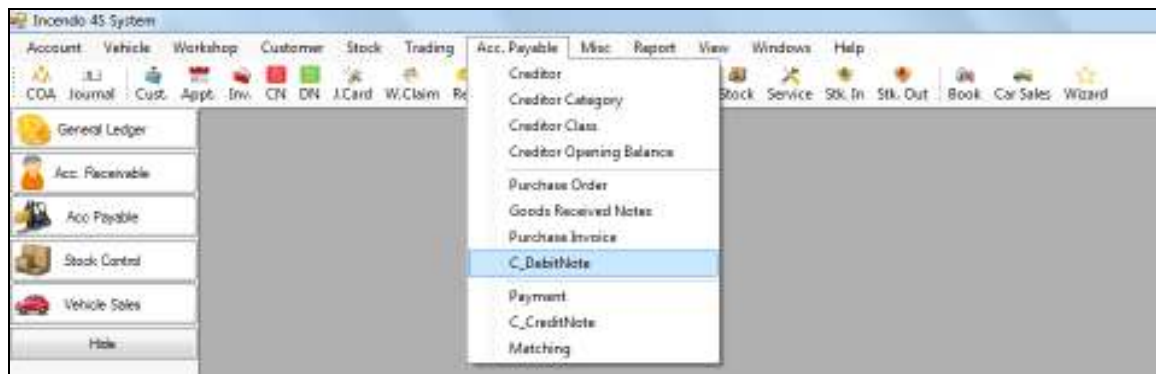 Incendo 4S System
Account Vehicle Workshop Customer Stock Trading Acc. Payable Misc Report View Windows Help
COA Journal Cust. Appt. Inv. CN DN J.Card W.Claim Stock Service Stk. In Stk. Out Book Car Sales Wizard
Creditor
Creditor Category
Creditor Class
Creditor Opening Balance
Purchase Order
Goods Received Notes
Purchase Invoice
C_DebitNote
Payment
C_CreditNote
Matching
General Ledger
Acc. Receivable
Acc Payable
Stock Control
Vehicle Sales
Hide